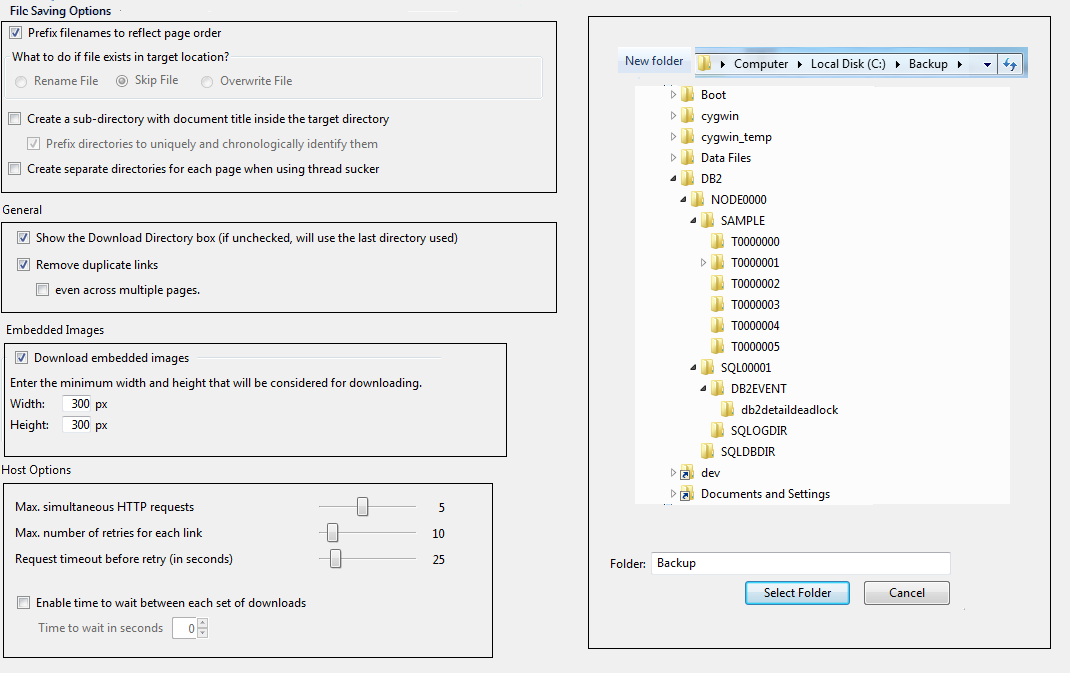 File Saving Options
Prefix filenames to reflect page order
What to do if file exists in target location?
Rename File Skip File Overwrite File
Create a sub-directory with document title inside the target directory
Prefix directories to uniquely and chronologically identify them
Create separate directories for each page when using thread sucker
General
Show the Download Directory box (if unchecked, will use the last directory used)
Remove duplicate links
even across multiple pages.
Embedded Images
Download embedded images
Enter the minimum width and height that will be considered for downloading.
Width: 300 px
Height: 300 px
Host Options
Max. simultaneous HTTP requests 5
Max. number of retries for each link 10
Request timeout before retry (in seconds) 25
Enable time to wait between each set of downloads
Time to wait in seconds 0
New folder Computer Local Disk (C:) Backup
Boot
cygwin
cygwin_temp
Data Files
DB2
NODE0000
SAMPLE
T0000000
T0000001
T0000002
T0000003
T0000004
T0000005
SQL00001
DB2EVENT
db2detaildeadlock
SQLOGDIR
SQLDBDIR
dev
Documents and Settings
Folder: Backup
Select Folder Cancel